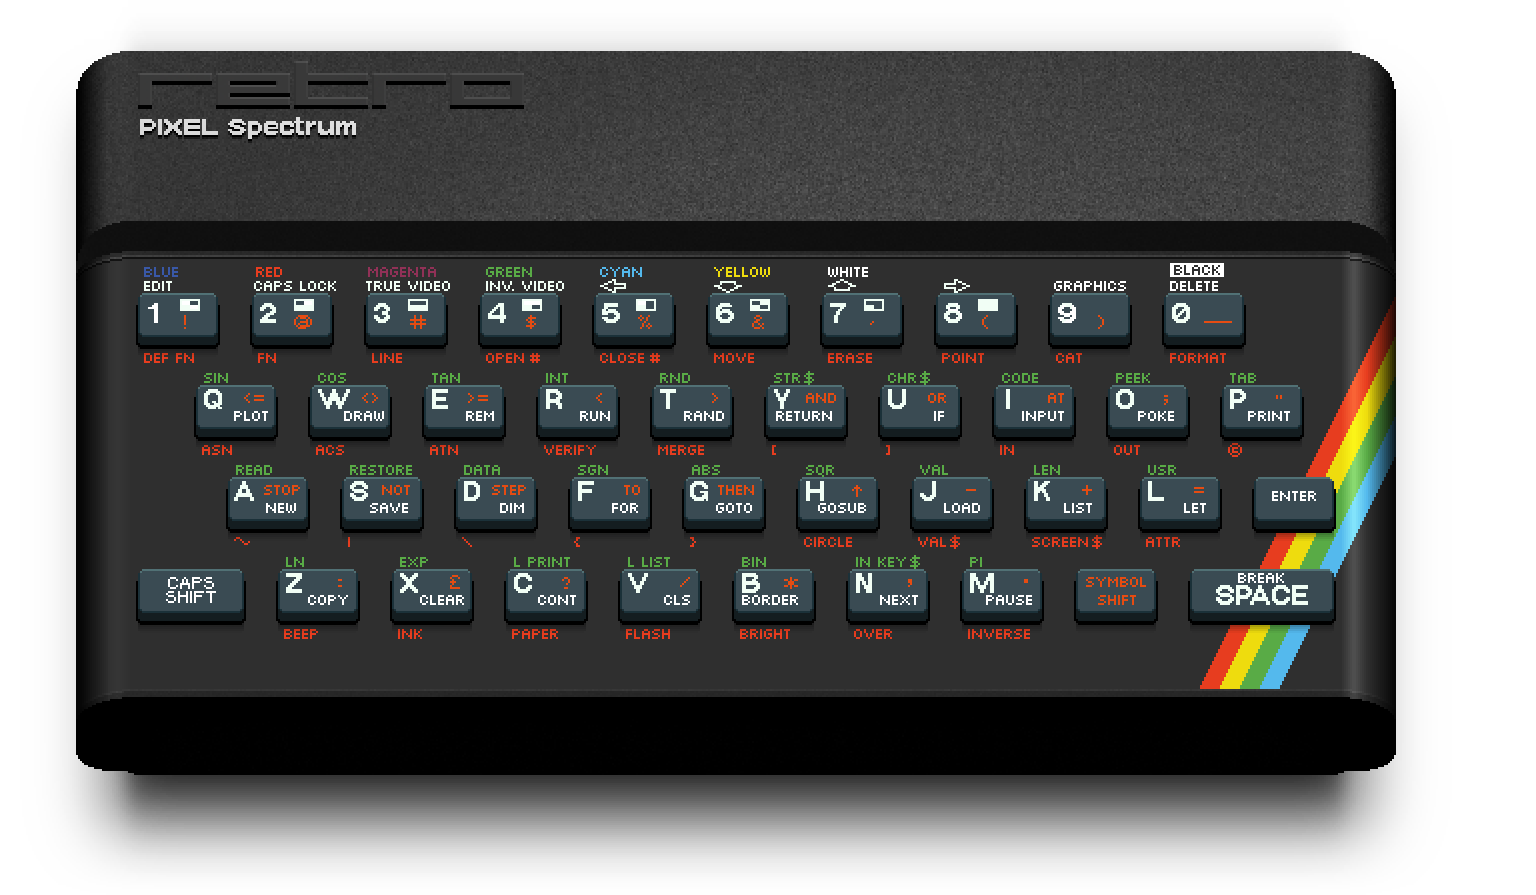 retro
PIXEL Spectrum
BLUE RED MAGENTA GREEN CYAN YELLOW WHITE BLACK
EDIT CAPS LOCK TRUE VIDEO INV. VIDEO GRAPHICS DELETE
1 ! 2 @ 3 # 4 $ 5 % 6 & 7 ' 8 ( 9 ) 0 _
DEF FN FN LINE OPEN # CLOSE # MOVE ERASE POINT CAT FORMAT
SIN COS TAN INT RND STR $ CHR $ CODE PEEK TAB
Q <= W <> E >= R < T > Y AND U OR I AT O ; P "
PLOT DRAW REM RUN RAND RETURN IF INPUT POKE PRINT
ASN ACS ATN VERIFY MERGE [ ] IN OUT ©
READ RESTORE DATA SGN ABS SQR VAL LEN USR
A STOP S NOT D STEP F TO G THEN H ↑ J − K + L = ENTER
NEW SAVE DIM FOR GOTO GOSUB LOAD LIST LET
~ | \ { } CIRCLE VAL $ SCREEN $ ATTR
LN EXP L PRINT L LIST BIN IN KEY $ PI
CAPS Z : X £ C ? V / B * N , M . SYMBOL BREAK
SHIFT COPY CLEAR CONT CLS BORDER NEXT PAUSE SHIFT SPACE
BEEP INK PAPER FLASH BRIGHT OVER INVERSE